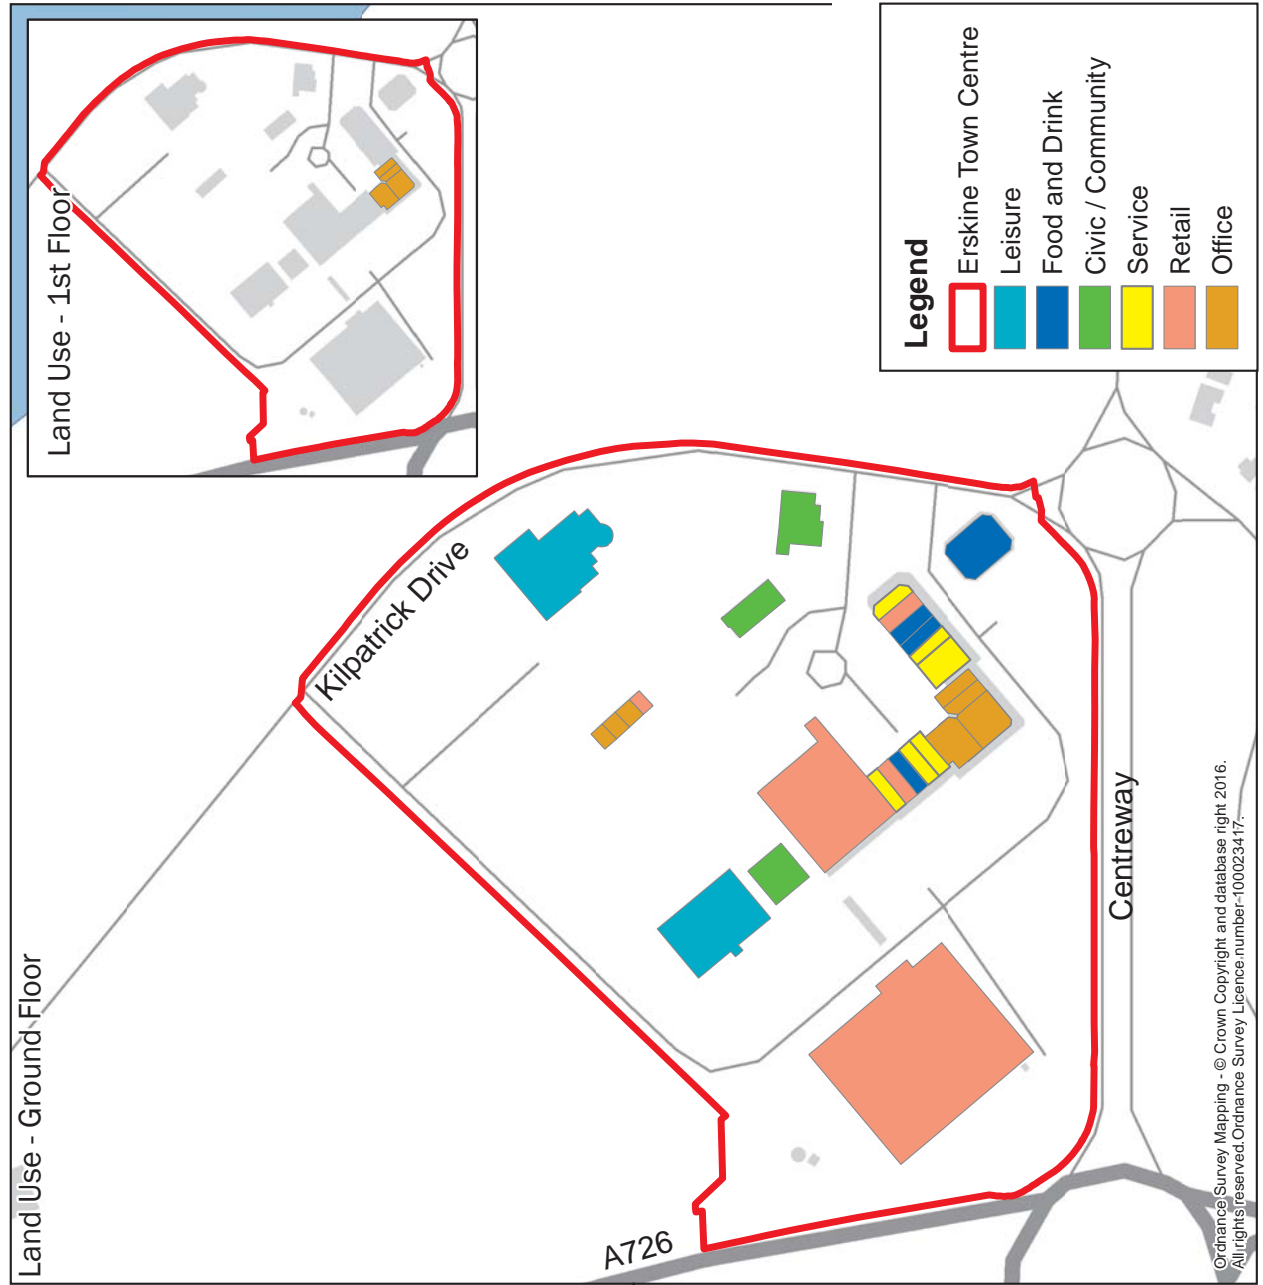 Land Use - Ground Floor
Land Use - 1st Floor
Kilpatrick Drive
A726
Centreway
Legend
Erskine Town Centre
Leisure
Food and Drink
Civic / Community
Service
Retail
Office
Ordnance Survey Mapping - © Crown Copyright and database right 2016.
All rights reserved.Ordnance Survey Licence number-100023417.